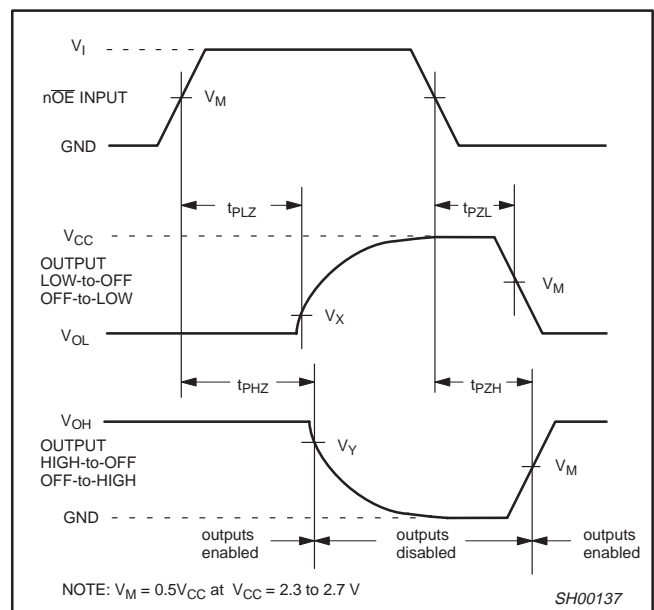 V_I
nOE̅ INPUT
V_M
GND
t_PLZ
t_PZL
V_CC
OUTPUT
LOW-to-OFF
OFF-to-LOW
V_M
V_X
V_OL
t_PHZ
t_PZH
V_OH
OUTPUT
HIGH-to-OFF
OFF-to-HIGH
V_Y
V_M
GND
outputs
enabled
outputs
disabled
outputs
enabled
NOTE: V_M = 0.5V_CC at V_CC = 2.3 to 2.7 V
SH00137